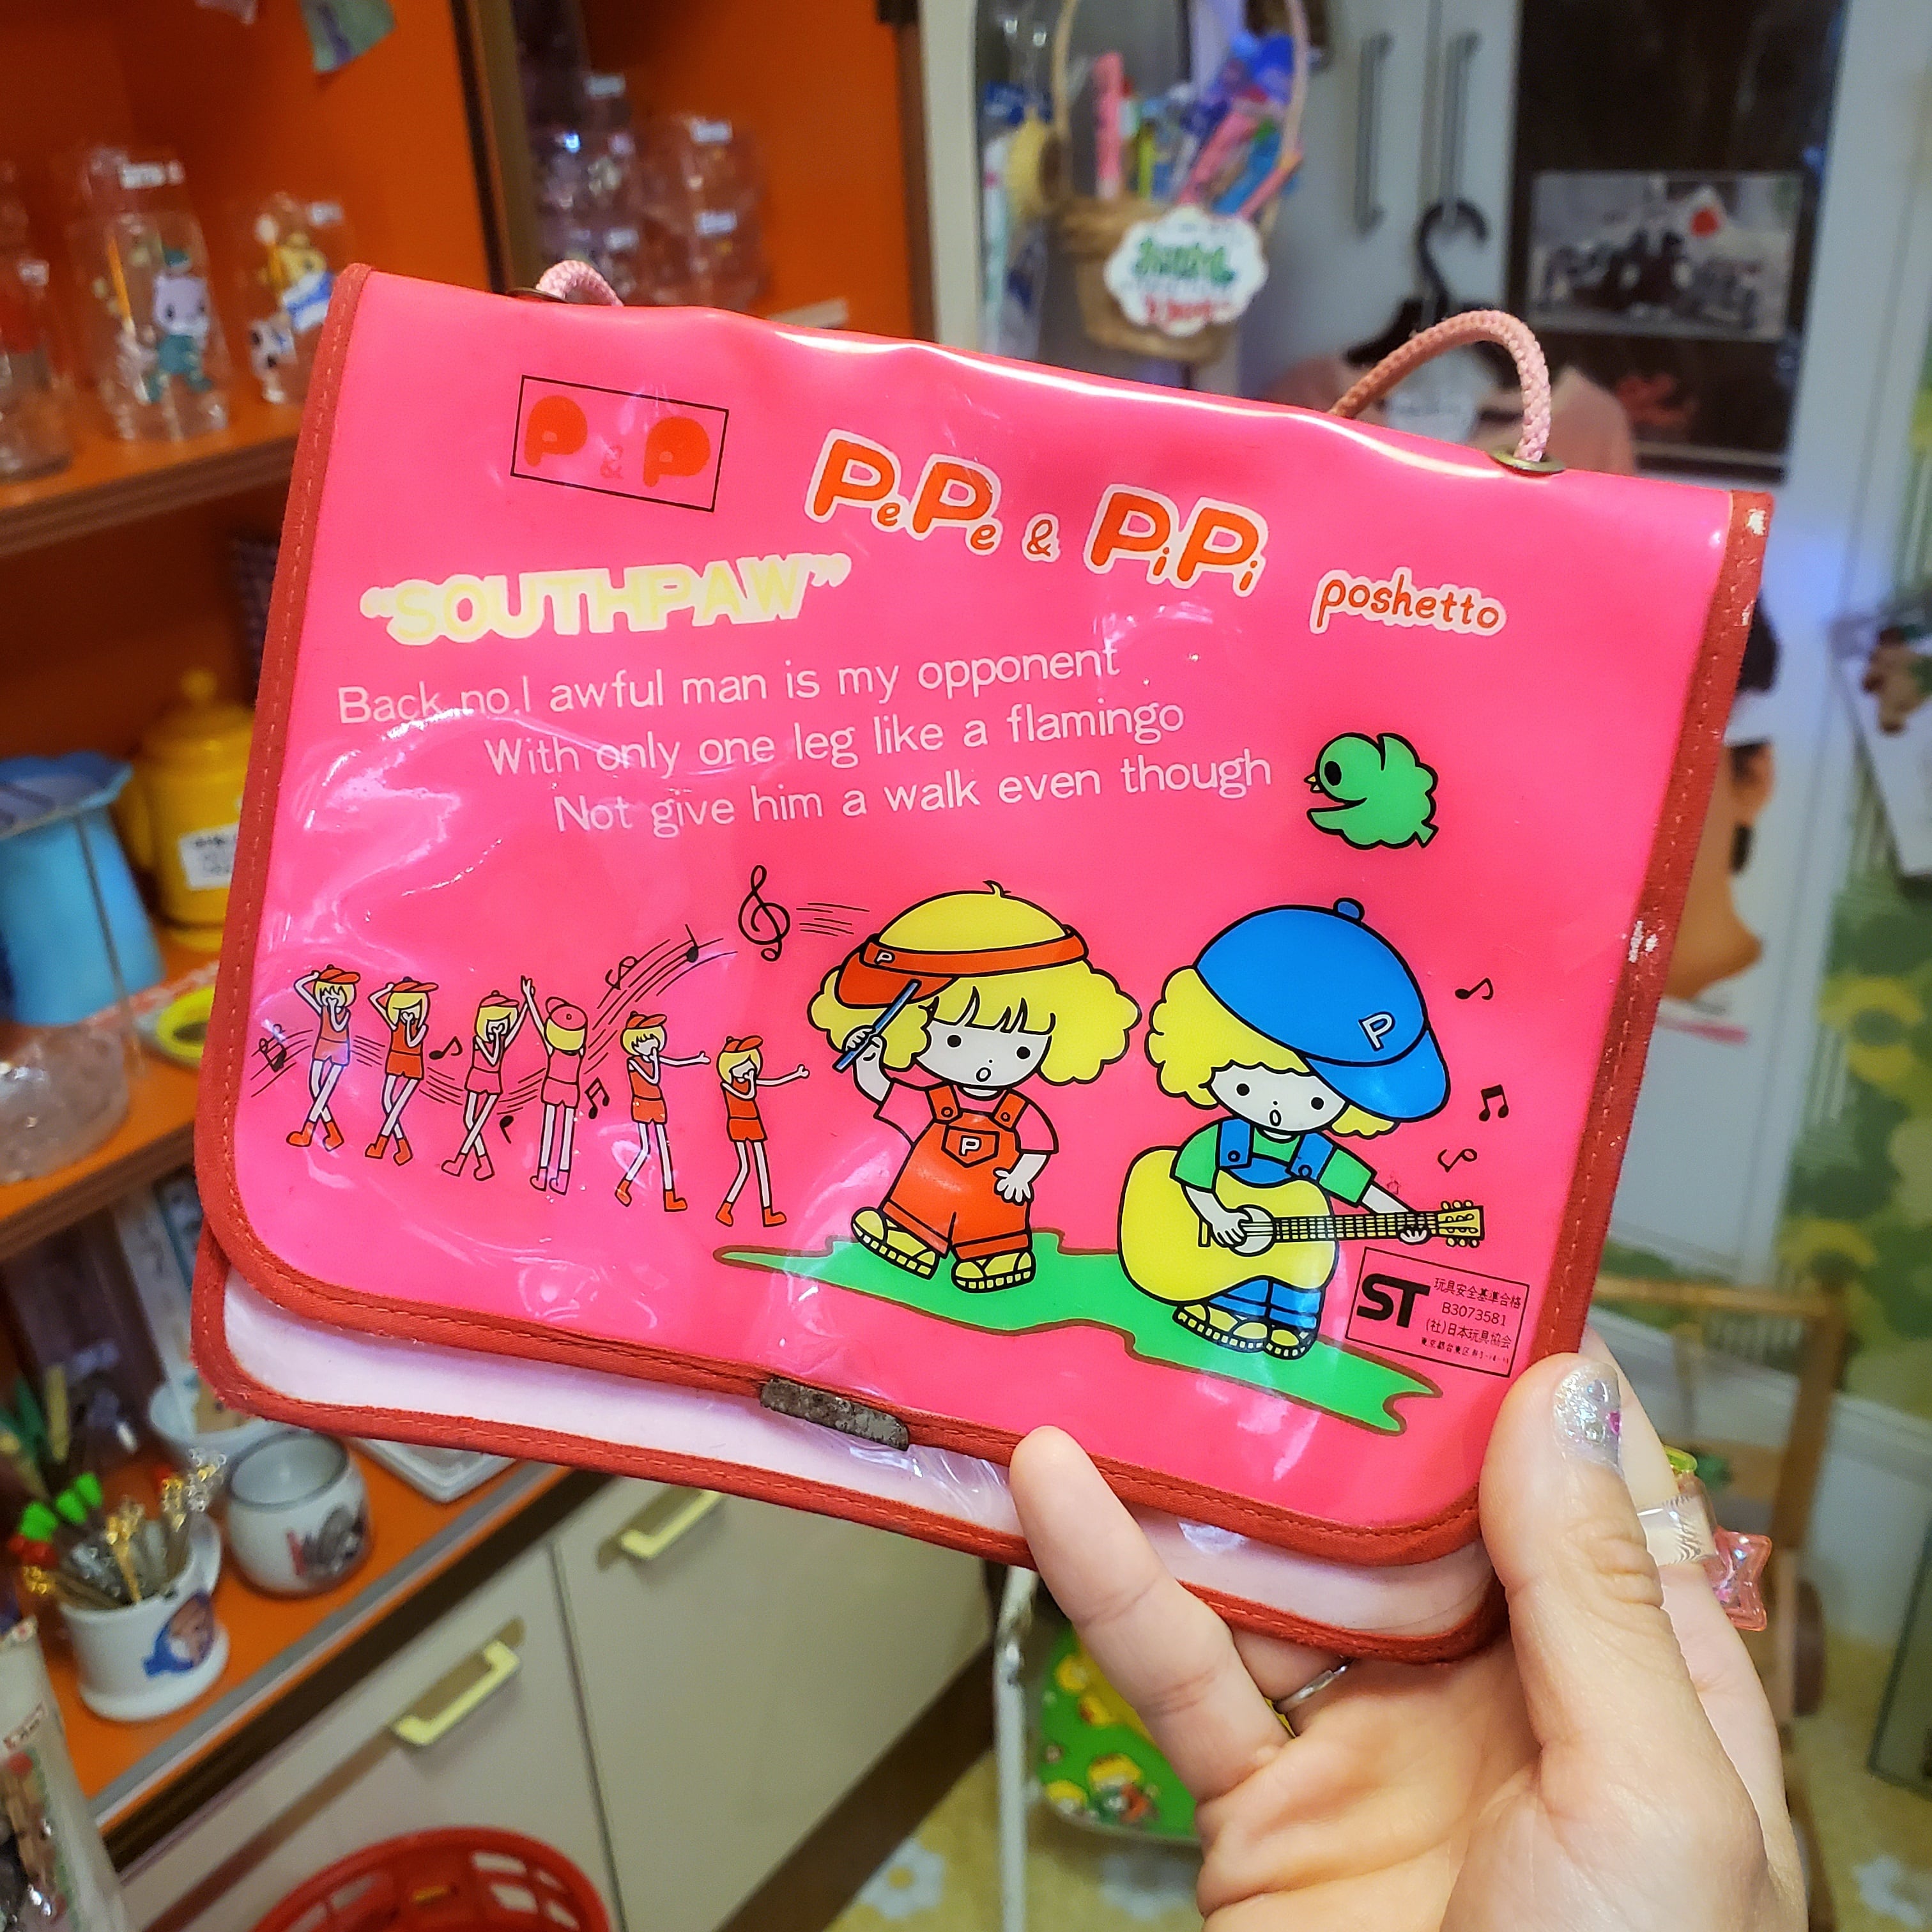 P & P
PePe & PiPi
poshetto
"SOUTHPAW"
Back no.1 awful man is my opponent
With only one leg like a flamingo
Not give him a walk even though
P
P
P
ST
玩具安全基準合格
B3073581
(社)日本玩具協会